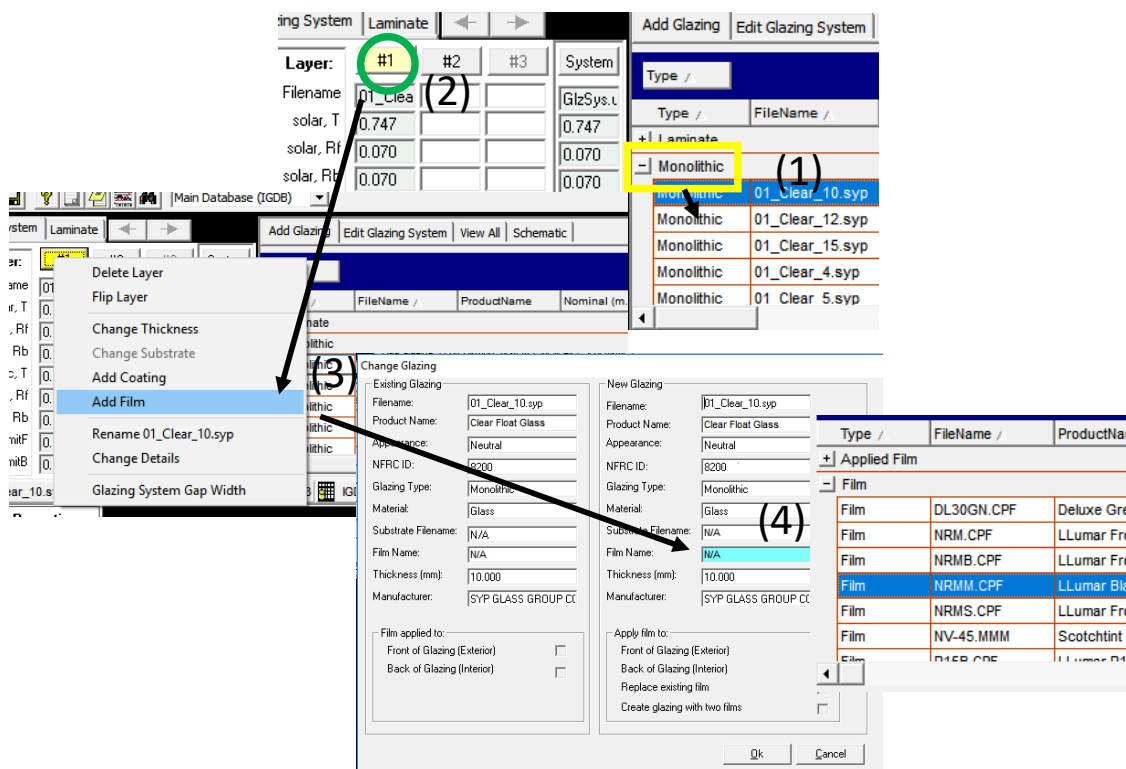 zing System Laminate
Layer: #1 #2 #3 System
Filename 01_Clea GlzSys.u
solar, T 0.747 0.747
solar, Rf 0.070 0.070
solar, Rb 0.070 0.070
(2)
Add Glazing Edit Glazing System
Type
Type FileName
Laminate
Monolithic
(1)
Monolithic 01_Clear_10.syp
Monolithic 01_Clear_12.syp
Monolithic 01_Clear_15.syp
Monolithic 01_Clear_4.syp
Monolithic 01_Clear_5.syp
Main Database (IGDB)
ystem Laminate
Add Glazing Edit Glazing System View All Schematic
er: #1
FileName ProductName Nominal (m.
Delete Layer
Flip Layer
Change Thickness
Change Substrate
Add Coating
Add Film
Rename 01_Clear_10.syp
Change Details
Glazing System Gap Width
(3)
Change Glazing
Existing Glazing
Filename: 01_Clear_10.syp
Product Name: Clear Float Glass
Appearance: Neutral
NFRC ID: 8200
Glazing Type: Monolithic
Material: Glass
Substrate Filename: N/A
Film Name: N/A
Thickness (mm): 10.000
Manufacturer: SYP GLASS GROUP CO
Film applied to:
Front of Glazing (Exterior)
Back of Glazing (Interior)
New Glazing
Filename: 01_Clear_10.syp
Product Name: Clear Float Glass
Appearance: Neutral
NFRC ID: 8200
Glazing Type: Monolithic
Material: Glass
Substrate Filename: N/A
Film Name: N/A
Thickness (mm): 10.000
Manufacturer: SYP GLASS GROUP CO
(4)
Apply film to:
Front of Glazing (Exterior)
Back of Glazing (Interior)
Replace existing film
Create glazing with two films
Ok Cancel
Type FileName ProductNa
Applied Film
Film
Film DL30GN.CPF Deluxe Gre
Film NRM.CPF LLumar Fro
Film NRMB.CPF LLumar Fro
Film NRMM.CPF LLumar Bla
Film NRMS.CPF LLumar Fro
Film NV-45.MMM Scotchtint
Film R15B.CPF LLumar R1